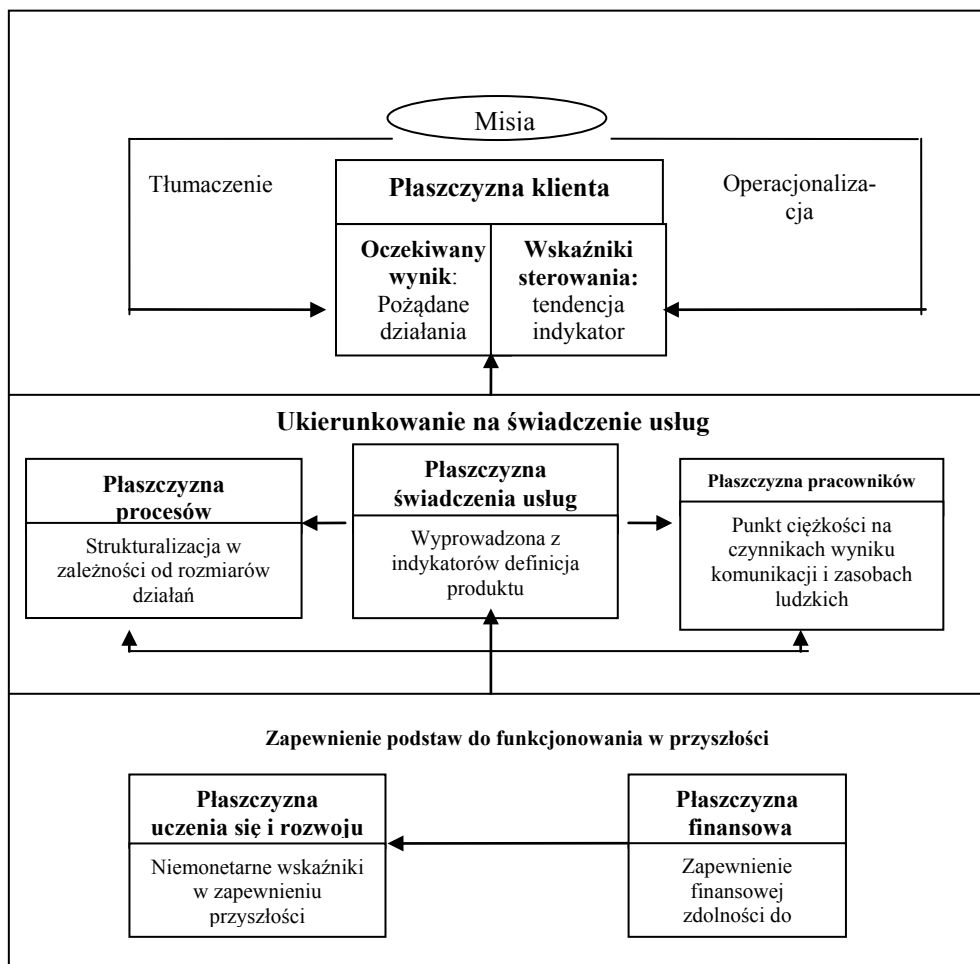 Misja
Tłumaczenie
Operacjonaliza-
cja
Płaszczyzna klienta
Oczekiwany
wynik:
Pożądane
działania
Wskaźniki
sterowania:
tendencja
indykator
Ukierunkowanie na świadczenie usług
Płaszczyzna
procesów
Strukturalizacja w
zależności od rozmiarów
działań
Płaszczyzna
świadczenia usług
Wyprowadzona z
indykatorów definicja
produktu
Płaszczyzna pracowników
Punkt ciężkości na
czynnikach wyniku
komunikacji i zasobach
ludzkich
Zapewnienie podstaw do funkcjonowania w przyszłości
Płaszczyzna
uczenia się i rozwoju
Niemonetarne wskaźniki
w zapewnieniu
przyszłości
Płaszczyzna
finansowa
Zapewnienie
finansowej
zdolności do